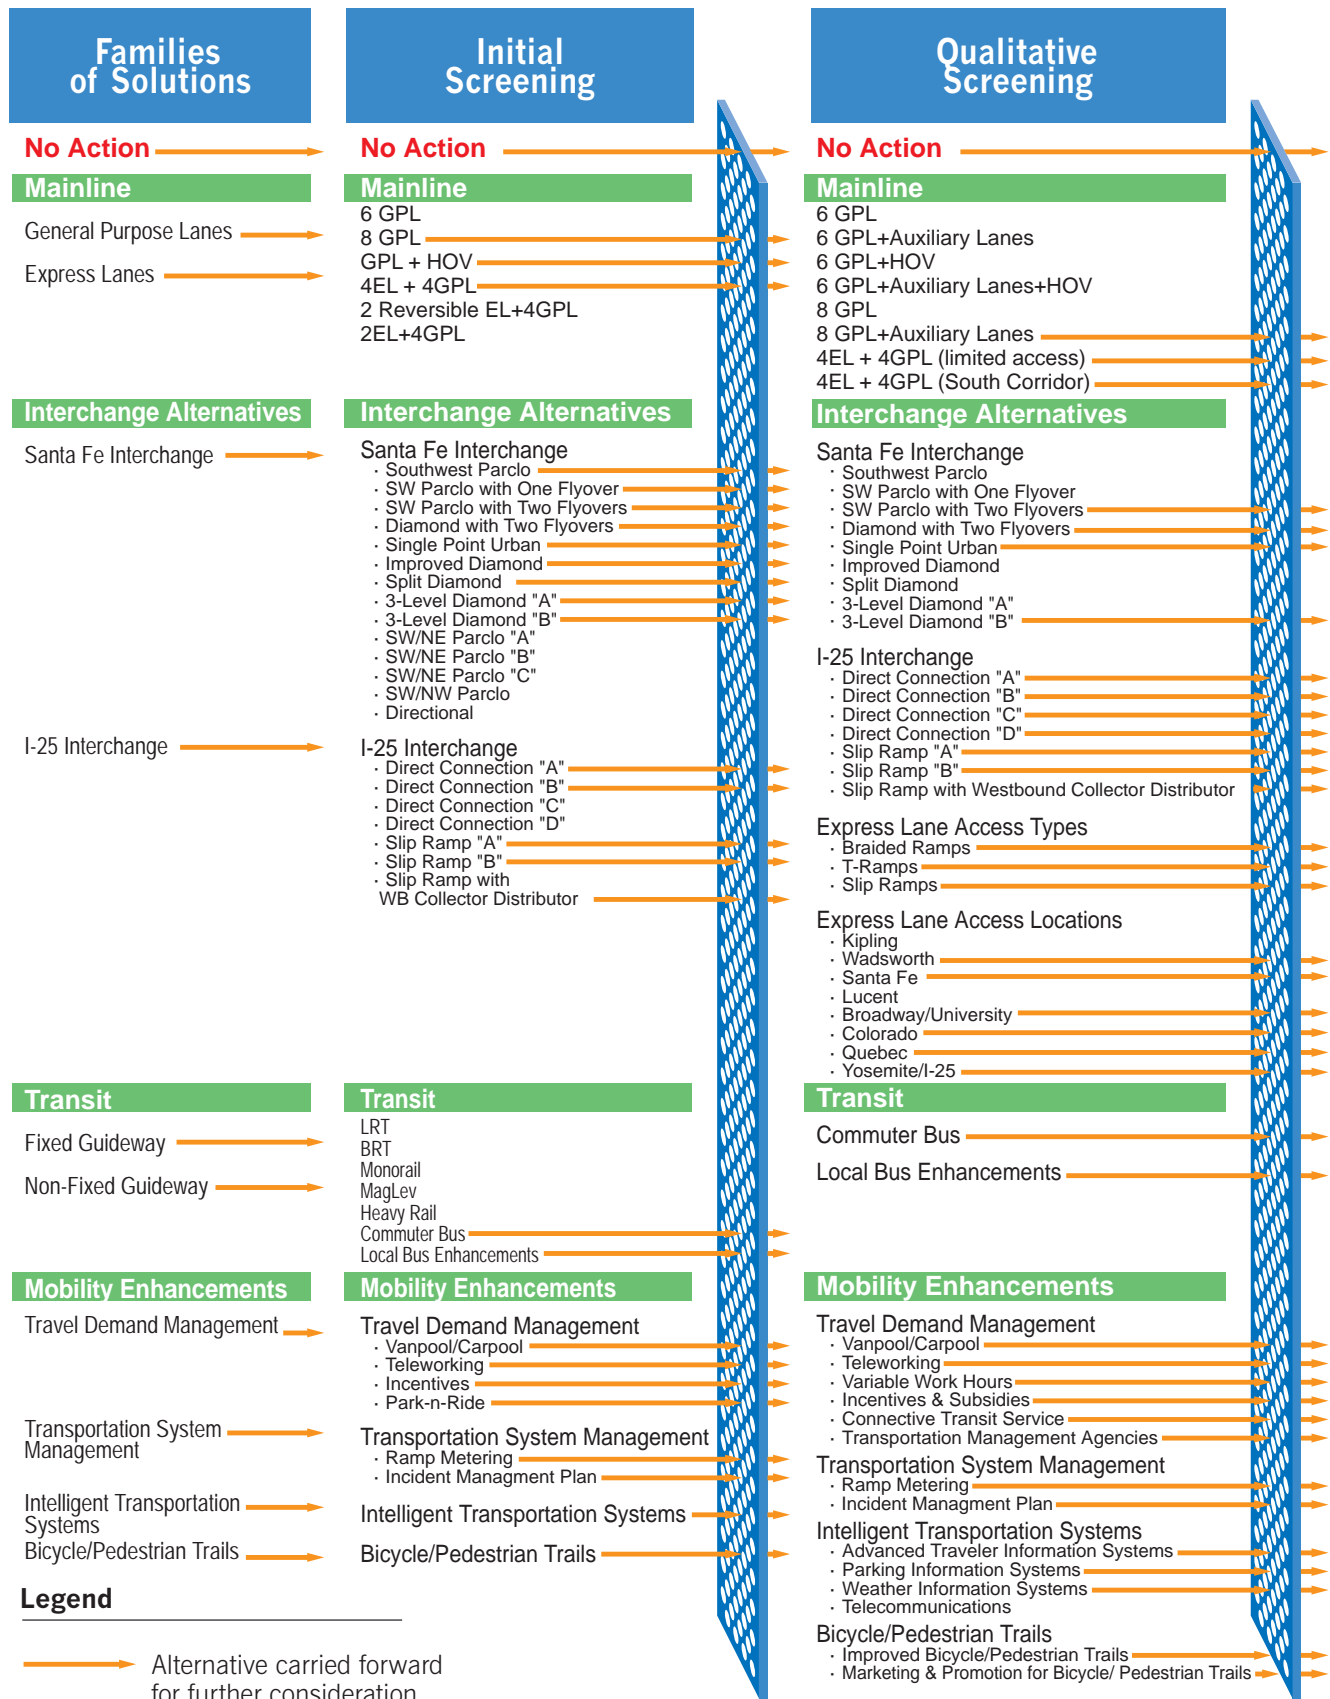 Families
of Solutions
No Action
Mainline
General Purpose Lanes
Express Lanes
Interchange Alternatives
Santa Fe Interchange
I-25 Interchange
Transit
Fixed Guideway
Non-Fixed Guideway
Mobility Enhancements
Travel Demand Management
Transportation System
Management
Intelligent Transportation
Systems
Bicycle/Pedestrian Trails
Legend
Alternative carried forward
for further consideration
Initial
Screening
No Action
Mainline
6 GPL
8 GPL
GPL + HOV
4EL + 4GPL
2 Reversible EL+4GPL
2EL+4GPL
Interchange Alternatives
Santa Fe Interchange
· Southwest Parclo
· SW Parclo with One Flyover
· SW Parclo with Two Flyovers
· Diamond with Two Flyovers
· Single Point Urban
· Improved Diamond
· Split Diamond
· 3-Level Diamond "A"
· 3-Level Diamond "B"
· SW/NE Parclo "A"
· SW/NE Parclo "B"
· SW/NE Parclo "C"
· SW/NW Parclo
· Directional
I-25 Interchange
· Direct Connection "A"
· Direct Connection "B"
· Direct Connection "C"
· Direct Connection "D"
· Slip Ramp "A"
· Slip Ramp "B"
· Slip Ramp with
WB Collector Distributor
Transit
LRT
BRT
Monorail
MagLev
Heavy Rail
Commuter Bus
Local Bus Enhancements
Mobility Enhancements
Travel Demand Management
· Vanpool/Carpool
· Teleworking
· Incentives
· Park-n-Ride
Transportation System Management
· Ramp Metering
· Incident Managment Plan
Intelligent Transportation Systems
Bicycle/Pedestrian Trails
Qualitative
Screening
No Action
Mainline
6 GPL
6 GPL+Auxiliary Lanes
6 GPL+HOV
6 GPL+Auxiliary Lanes+HOV
8 GPL
8 GPL+Auxiliary Lanes
4EL + 4GPL (limited access)
4EL + 4GPL (South Corridor)
Interchange Alternatives
Santa Fe Interchange
· Southwest Parclo
· SW Parclo with One Flyover
· SW Parclo with Two Flyovers
· Diamond with Two Flyovers
· Single Point Urban
· Improved Diamond
· Split Diamond
· 3-Level Diamond "A"
· 3-Level Diamond "B"
I-25 Interchange
· Direct Connection "A"
· Direct Connection "B"
· Direct Connection "C"
· Direct Connection "D"
· Slip Ramp "A"
· Slip Ramp "B"
· Slip Ramp with Westbound Collector Distributor
Express Lane Access Types
· Braided Ramps
· T-Ramps
· Slip Ramps
Express Lane Access Locations
· Kipling
· Wadsworth
· Santa Fe
· Lucent
· Broadway/University
· Colorado
· Quebec
· Yosemite/I-25
Transit
Commuter Bus
Local Bus Enhancements
Mobility Enhancements
Travel Demand Management
· Vanpool/Carpool
· Teleworking
· Variable Work Hours
· Incentives & Subsidies
· Connective Transit Service
· Transportation Management Agencies
Transportation System Management
· Ramp Metering
· Incident Managment Plan
Intelligent Transportation Systems
· Advanced Traveler Information Systems
· Parking Information Systems
· Weather Information Systems
· Telecommunications
Bicycle/Pedestrian Trails
· Improved Bicycle/Pedestrian Trails
· Marketing & Promotion for Bicycle/ Pedestrian Trails